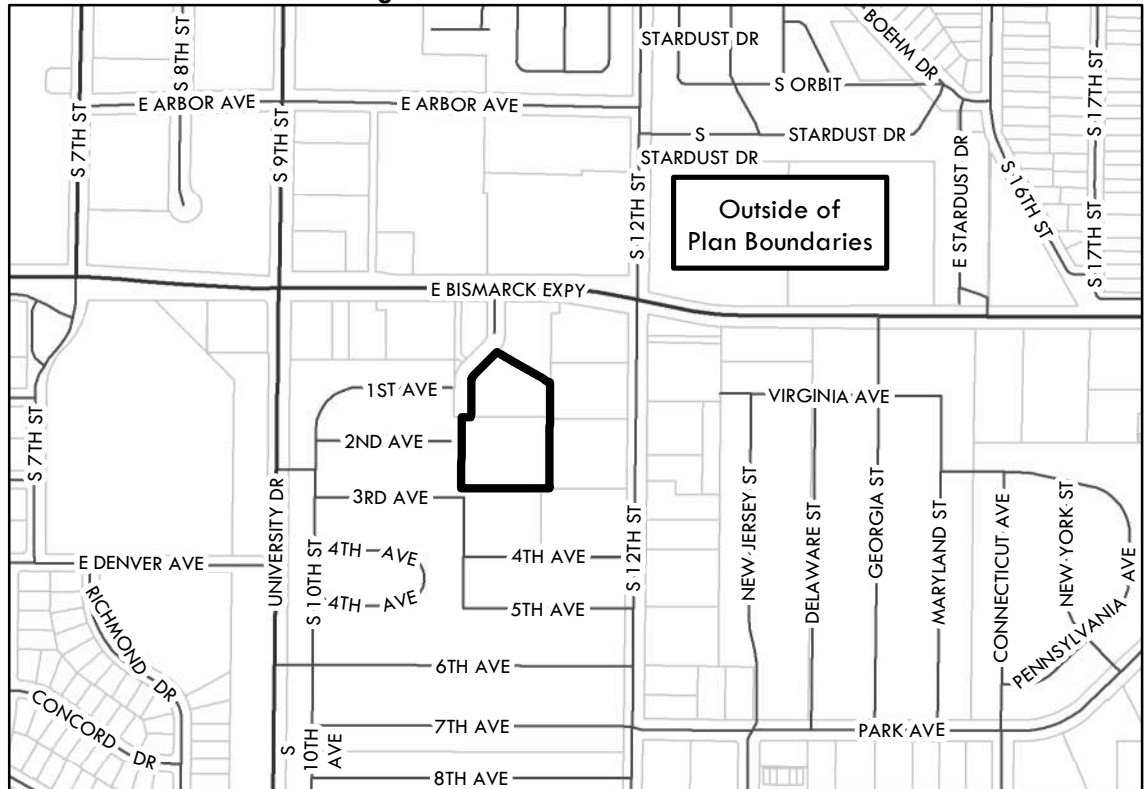 g
S 8TH ST
STARDUST DR
BOEHM DR
S ORBIT
S 17TH ST
E ARBOR AVE
E ARBOR AVE
S 7TH ST
S 9TH ST
S
STARDUST DR
STARDUST DR
E STARDUST DR
S 16TH ST
S 12TH ST
Outside of
Plan Boundaries
S 17TH ST
E BISMARCK EXPY
1ST AVE
VIRGINIA AVE
2ND AVE
S 7TH ST
3RD AVE
UNIVERSITY DR
S 10TH ST
4TH AVE
4TH AVE
4TH AVE
5TH AVE
S 12TH ST
E DENVER AVE
NEW JERSEY ST
DELAWARE ST
GEORGIA ST
MARYLAND ST
CONNECTICUT AVE
NEW YORK ST
PENNSYLVANIA
AVE
RICHMOND DR
6TH AVE
CONCORD DR
7TH AVE
PARK AVE
S
10TH
AVE
8TH AVE